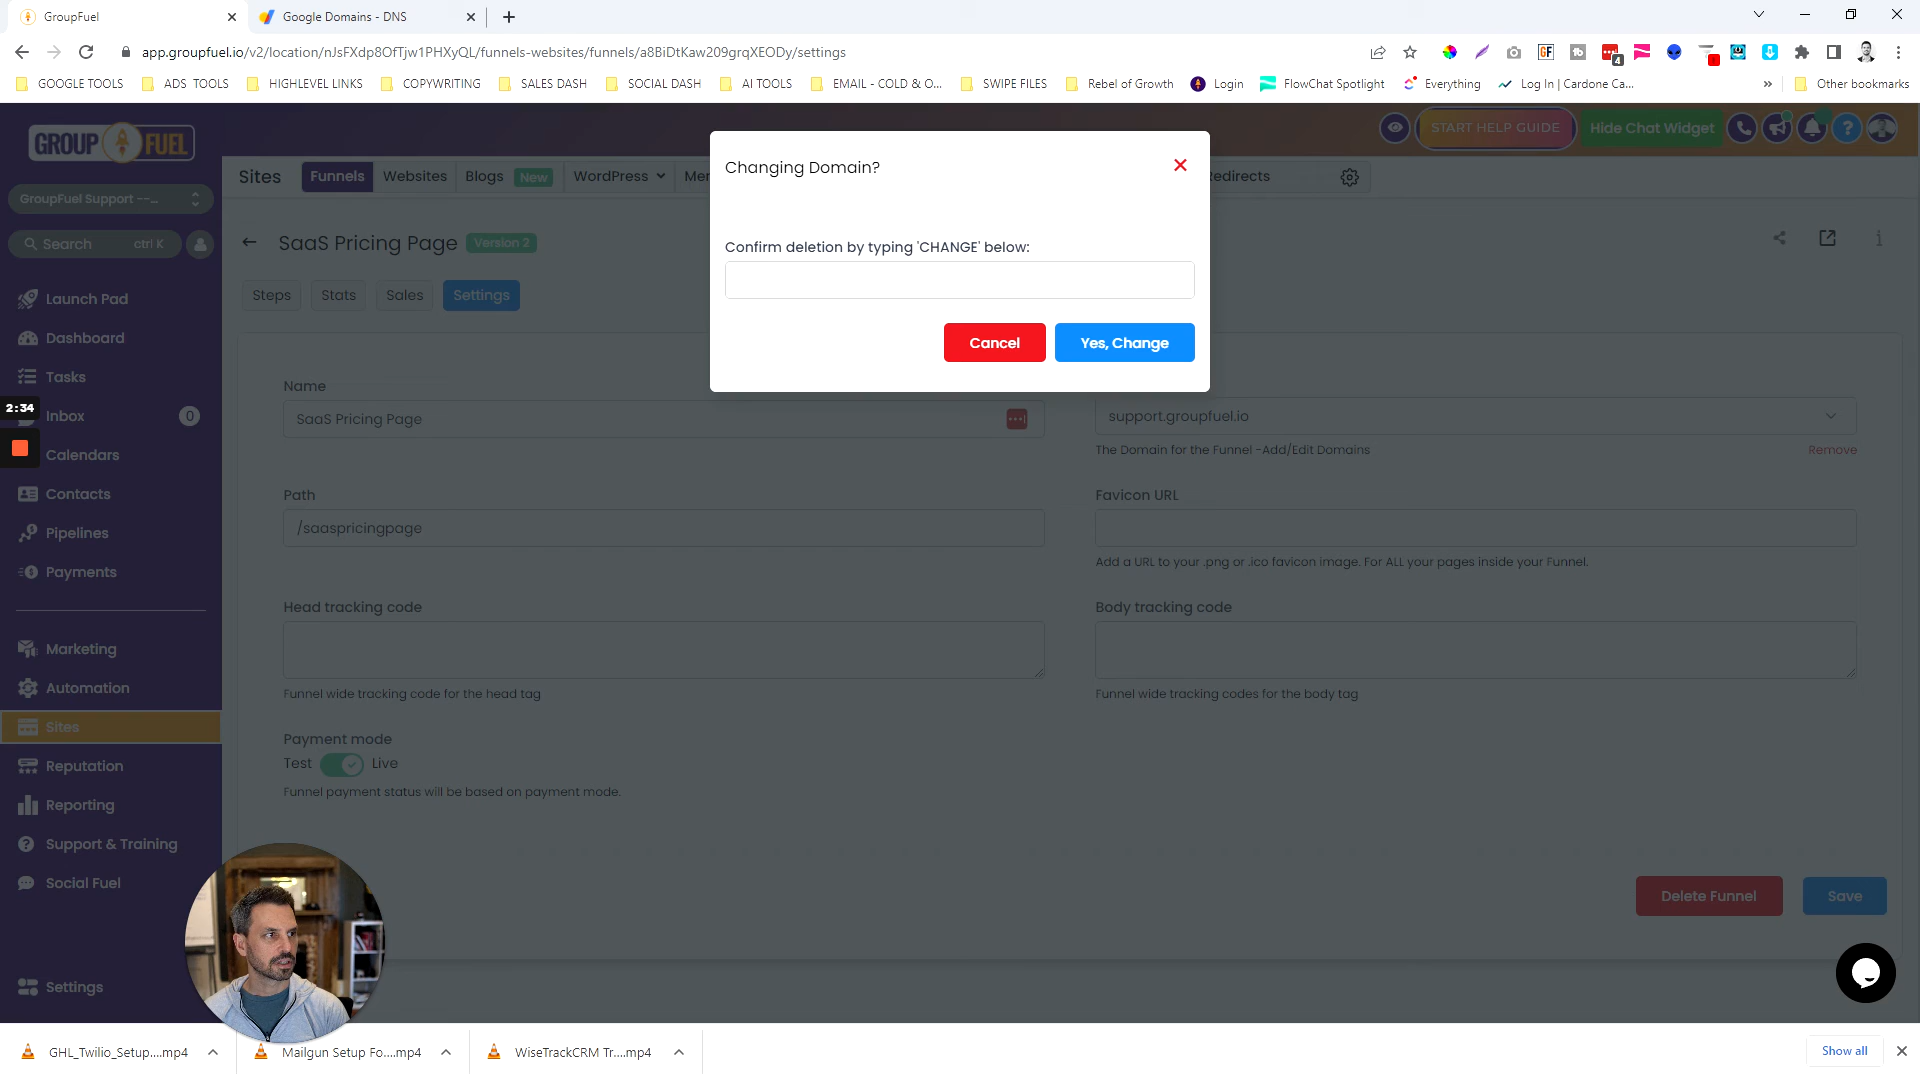 GroupFuel
Google Domains - DNS
app.groupfuel.io/v2/location/nJsFXdp8OfTjw1PHXyQL/funnels-websites/funnels/a8BiDtKaw209grqXEODy/settings
4
GOOGLE TOOLS
ADS TOOLS
HIGHLEVEL LINKS
COPYWRITING
SALES DASH
SOCIAL DASH
AI TOOLS
EMAIL - COLD & O...
SWIPE FILES
Rebel of Growth
Login
FlowChat Spotlight
Everything
Log In | Cardone Ca...
»
Other bookmarks
GROUP FUEL
START HELP GUIDE
Hide Chat Widget
Sites
Funnels
Websites
Blogs
New
WordPress
Mer
Redirects
GroupFuel Support --...
Search
ctrl K
SaaS Pricing Page
Version 2
Steps
Stats
Sales
Settings
Changing Domain?
Confirm deletion by typing 'CHANGE' below:
Cancel
Yes, Change
Launch Pad
Dashboard
Tasks
2:34
Inbox
0
Calendars
Contacts
Pipelines
Payments
Marketing
Automation
Sites
Reputation
Reporting
Support & Training
Social Fuel
Settings
Name
SaaS Pricing Page
support.groupfuel.io
The Domain for the Funnel -Add/Edit Domains
Remove
Path
/saaspricingpage
Favicon URL
Add a URL to your .png or .ico favicon image. For ALL your pages inside your Funnel.
Head tracking code
Funnel wide tracking code for the head tag
Body tracking code
Funnel wide tracking codes for the body tag
Payment mode
Test
Live
Funnel payment status will be based on payment mode.
Delete Funnel
Save
GHL_Twilio_Setup....mp4
Mailgun Setup Fo....mp4
WiseTrackCRM Tr....mp4
Show all